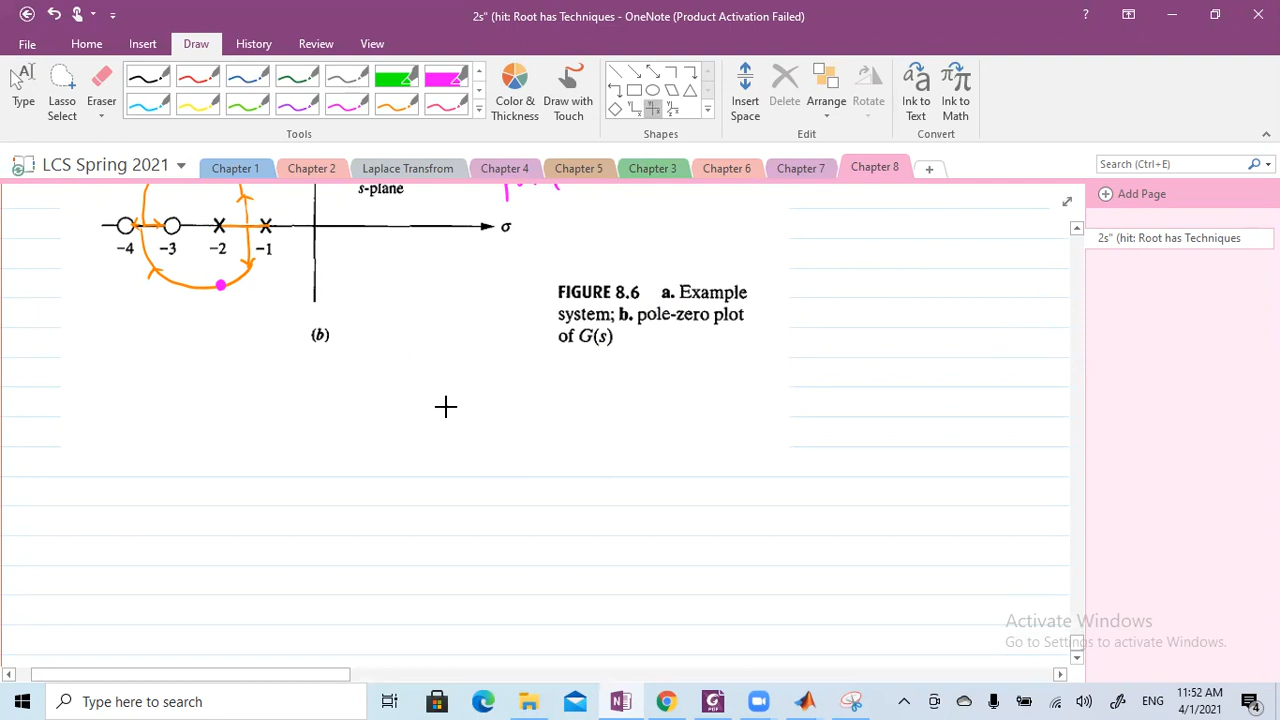 2s" (hit: Root has Techniques - OneNote (Product Activation Failed)
?
File Home Insert Draw History Review View
Type
Lasso Select
Eraser
Color & Thickness
Draw with Touch
Insert Space
Delete
Arrange
Rotate
Ink to Text
Ink to Math
Tools Shapes Edit Convert
LCS Spring 2021
Chapter 1 Chapter 2 Laplace Transfrom Chapter 4 Chapter 5 Chapter 3 Chapter 6 Chapter 7 Chapter 8
Search (Ctrl+E)
Add Page
2s" (hit: Root has Techniques
s-plane
σ
-4 -3 -2 -1
(b)
FIGURE 8.6 a. Example
system; b. pole-zero plot
of G(s)
Activate Windows
Go to Settings to activate Windows.
Type here to search
ENG
11:52 AM
4/1/2021
4